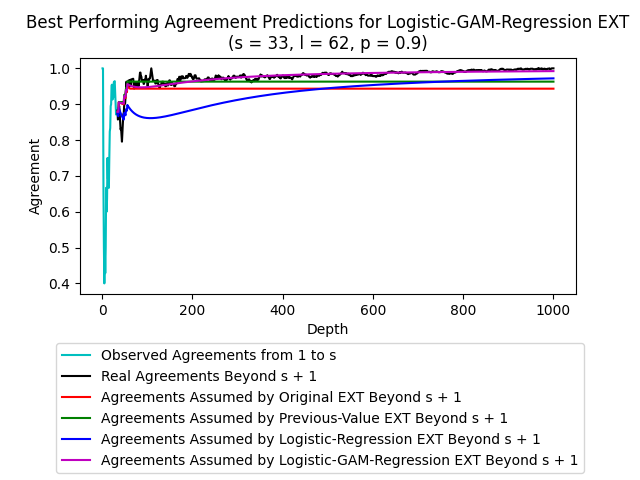 Best Performing Agreement Predictions for Logistic-GAM-Regression EXT
(s = 33, l = 62, p = 0.9)
1.0
0.9
0.8
0.7
0.6
0.5
0.4
Agreement
0 200 400 600 800 1000
Depth
Observed Agreements from 1 to s
Real Agreements Beyond s + 1
Agreements Assumed by Original EXT Beyond s + 1
Agreements Assumed by Previous-Value EXT Beyond s + 1
Agreements Assumed by Logistic-Regression EXT Beyond s + 1
Agreements Assumed by Logistic-GAM-Regression EXT Beyond s + 1